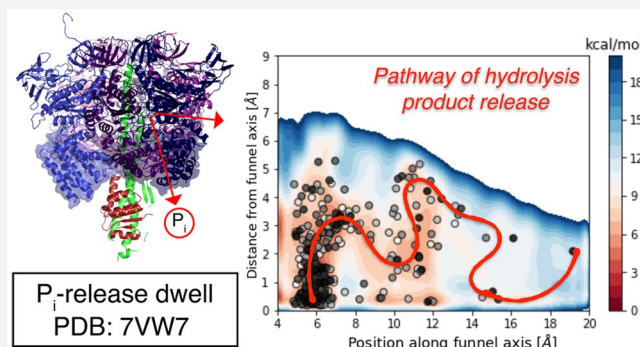 Pi
Pi-release dwell
PDB: 7VW7
kcal/mol
Pathway of hydrolysis
product release
Distance from funnel axis [Å]
9
8
7
6
5
4
3
2
1
0
4 6 8 10 12 14 16 18 20
Position along funnel axis [Å]
18
15
12
9
6
3
0